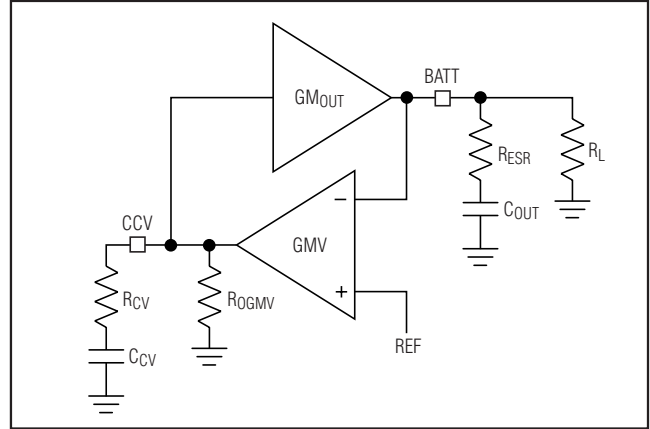 BATT
GMOUT
RESR
RL
COUT
−
CCV
GMV
RCV
ROGMV
+
CCV
REF